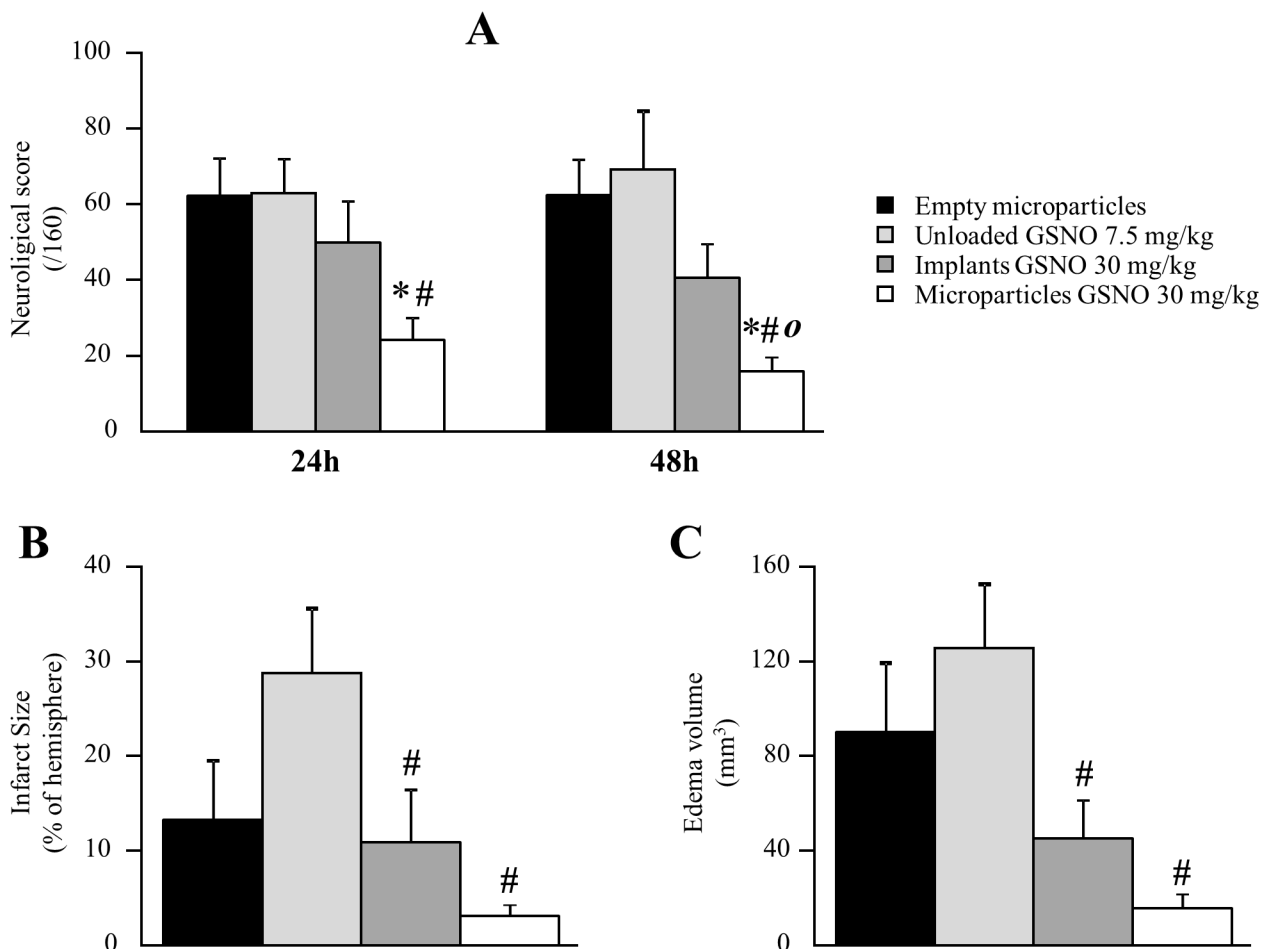 A
100
80
60
40
20
0
Neuroligical score
(/160)
*#
*#o
24h
48h
Empty microparticles
Unloaded GSNO 7.5 mg/kg
Implants GSNO 30 mg/kg
Microparticles GSNO 30 mg/kg
B
40
30
20
10
0
Infarct Size
(% of hemisphere)
#
#
C
160
120
80
40
0
Edema volume
(mm³)
#
#